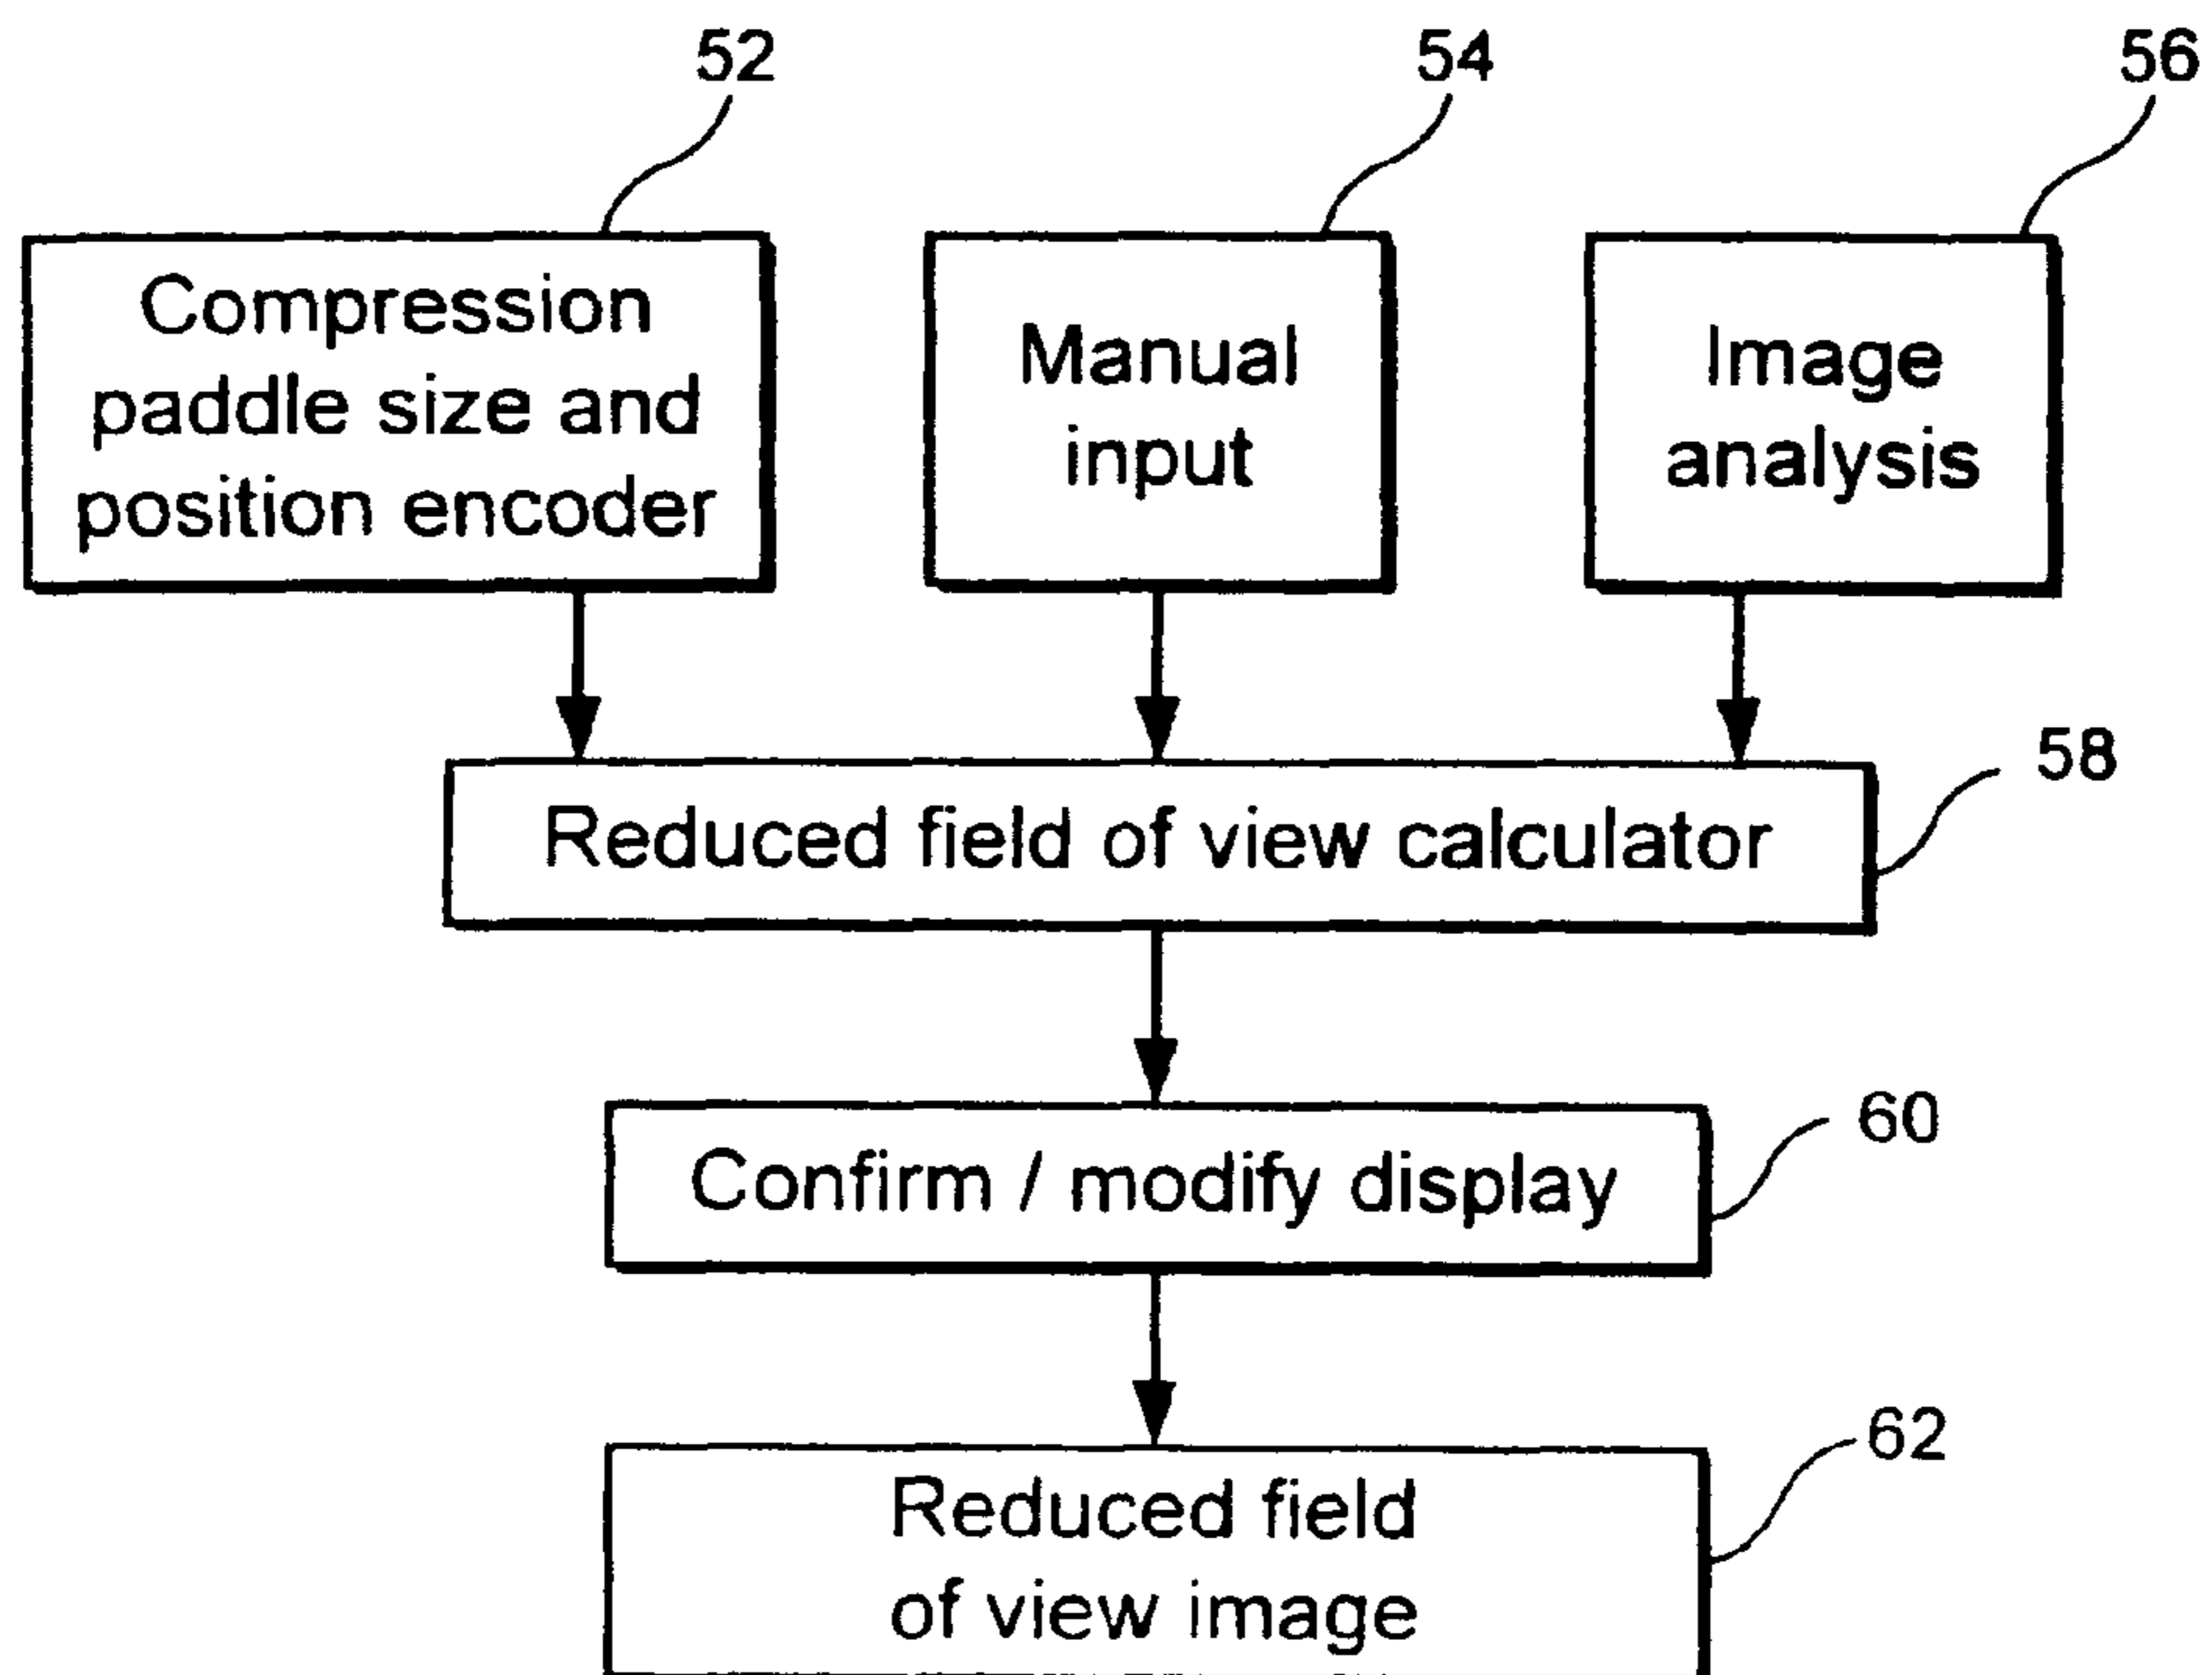 52
54
56
Compression
paddle size and
position encoder
Manual
input
Image
analysis
58
Reduced field of view calculator
60
Confirm / modify display
62
Reduced field
of view image